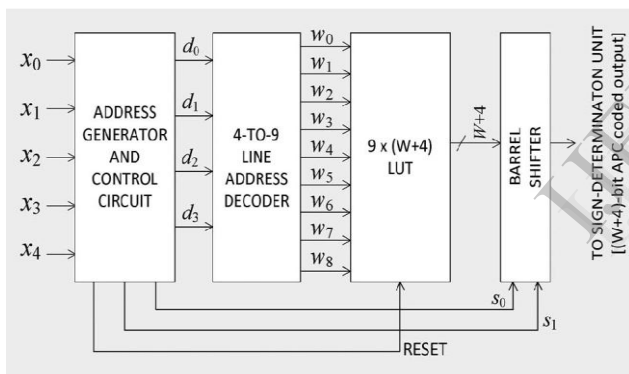 x0
x1
x2
x3
x4
ADDRESS
GENERATOR
AND
CONTROL
CIRCUIT
d0
d1
d2
d3
4-TO-9
LINE
ADDRESS
DECODER
w0
w1
w2
w3
w4
w5
w6
w7
w8
9 x (W+4)
LUT
W+4
BARREL
SHIFTER
TO SIGN-DETERMINATON UNIT
[(W+4)-bit APC coded output]
s0
s1
RESET